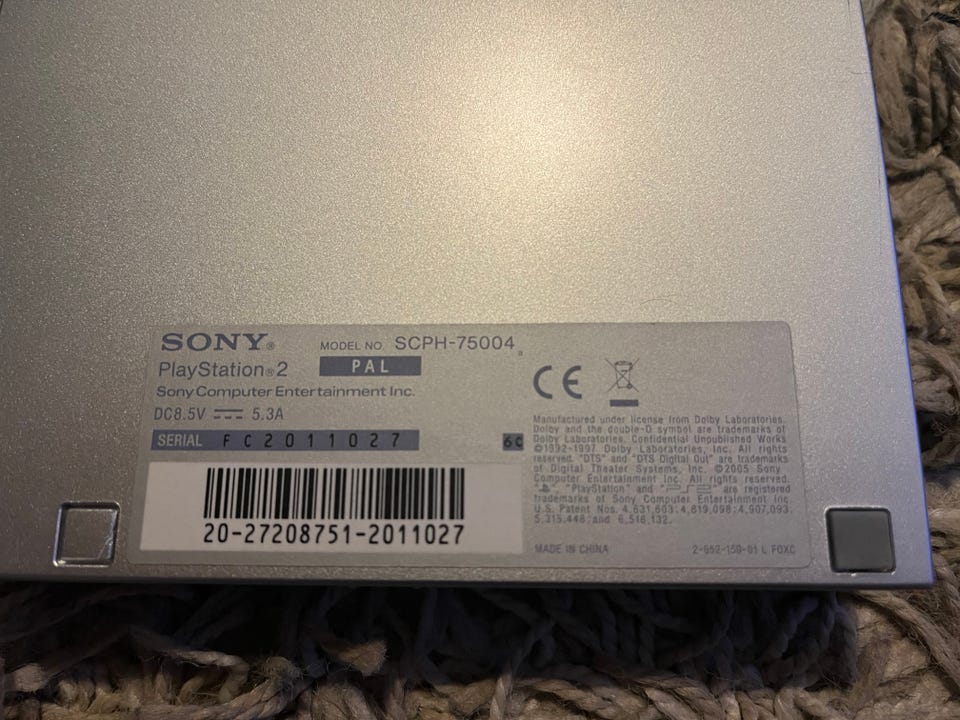 SONY®
MODEL NO. SCPH-75004 a
PlayStation®2
PAL
Sony Computer Entertainment Inc.
DC8.5V 5.3A
SERIAL FC2011027
6C
20-27208751-2011027
CE
Manufactured under license from Dolby Laboratories.
Dolby and the double-D symbol are trademarks of
Dolby Laboratories. Confidential Unpublished Works
©1992-1997 Dolby Laboratories, Inc. All rights
reserved. "DTS" and "DTS Digital Out" are trademarks
of Digital Theater Systems, Inc. ©2005 Sony
Computer Entertainment Inc. All rights reserved.
"PlayStation" and "PS2" are registered
trademarks of Sony Computer Entertainment Inc.
U.S. Patent Nos. 4,631,603; 4,819,098; 4,907,093;
5,315,448; and 6,516,132.
MADE IN CHINA
2-652-150-01 L FOXC